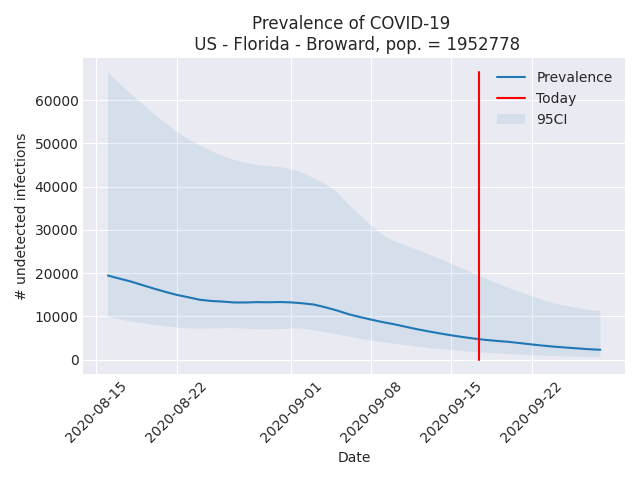 Prevalence of COVID-19
US - Florida - Broward, pop. = 1952778
Prevalence
Today
95CI
60000
50000
40000
30000
20000
10000
0
# undetected infections
2020-08-15
2020-08-22
2020-09-01
2020-09-08
2020-09-15
2020-09-22
Date